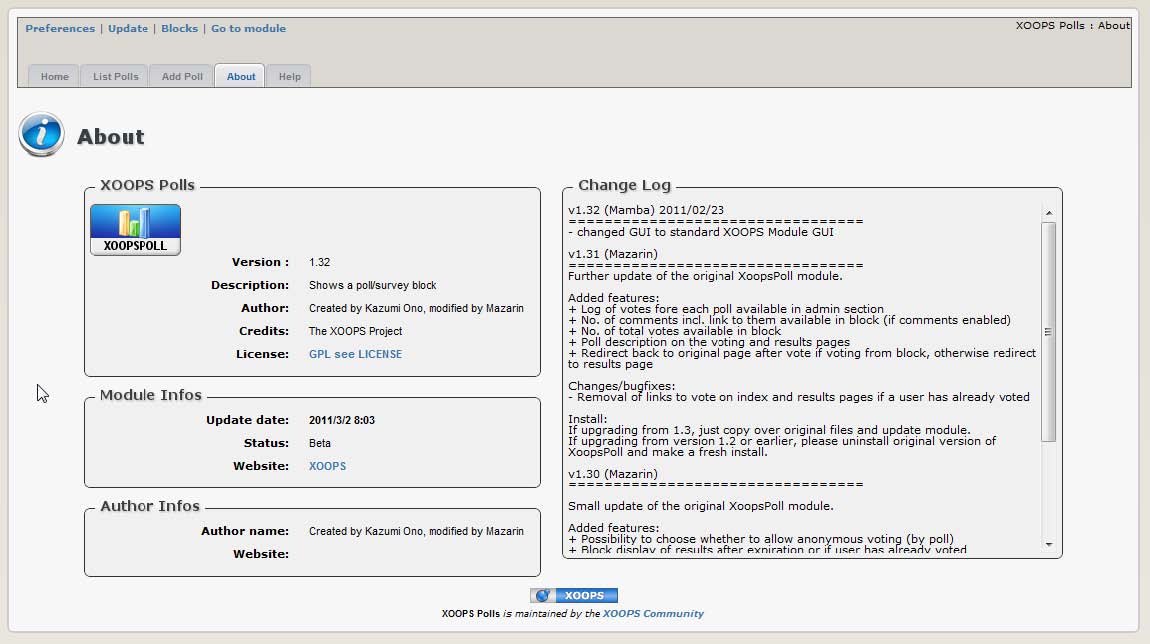 Preferences | Update | Blocks | Go to module
XOOPS Polls : About
Home List Polls Add Poll About Help
About
XOOPS Polls
XOOPSPOLL
Version : 1.32
Description: Shows a poll/survey block
Author: Created by Kazumi Ono, modified by Mazarin
Credits: The XOOPS Project
License: GPL see LICENSE
Module Infos
Update date: 2011/3/2 8:03
Status: Beta
Website: XOOPS
Author Infos
Author name: Created by Kazumi Ono, modified by Mazarin
Website:
Change Log
v1.32 (Mamba) 2011/02/23
================================
- changed GUI to standard XOOPS Module GUI
v1.31 (Mazarin)
================================
Further update of the original XoopsPoll module.
Added features:
+ Log of votes fore each poll available in admin section
+ No. of comments incl. link to them available in block (if comments enabled)
+ No. of total votes available in block
+ Poll description on the voting and results pages
+ Redirect back to original page after vote if voting from block, otherwise redirect
to results page
Changes/bugfixes:
- Removal of links to vote on index and results pages if a user has already voted
Install:
If upgrading from 1.3, just copy over original files and update module.
If upgrading from version 1.2 or earlier, please uninstall original version of
XoopsPoll and make a fresh install.
v1.30 (Mazarin)
================================
Small update of the original XoopsPoll module.
Added features:
+ Possibility to choose whether to allow anonymous voting (by poll)
+ Block display of results after expiration or if user has already voted
XOOPS
XOOPS Polls is maintained by the XOOPS Community